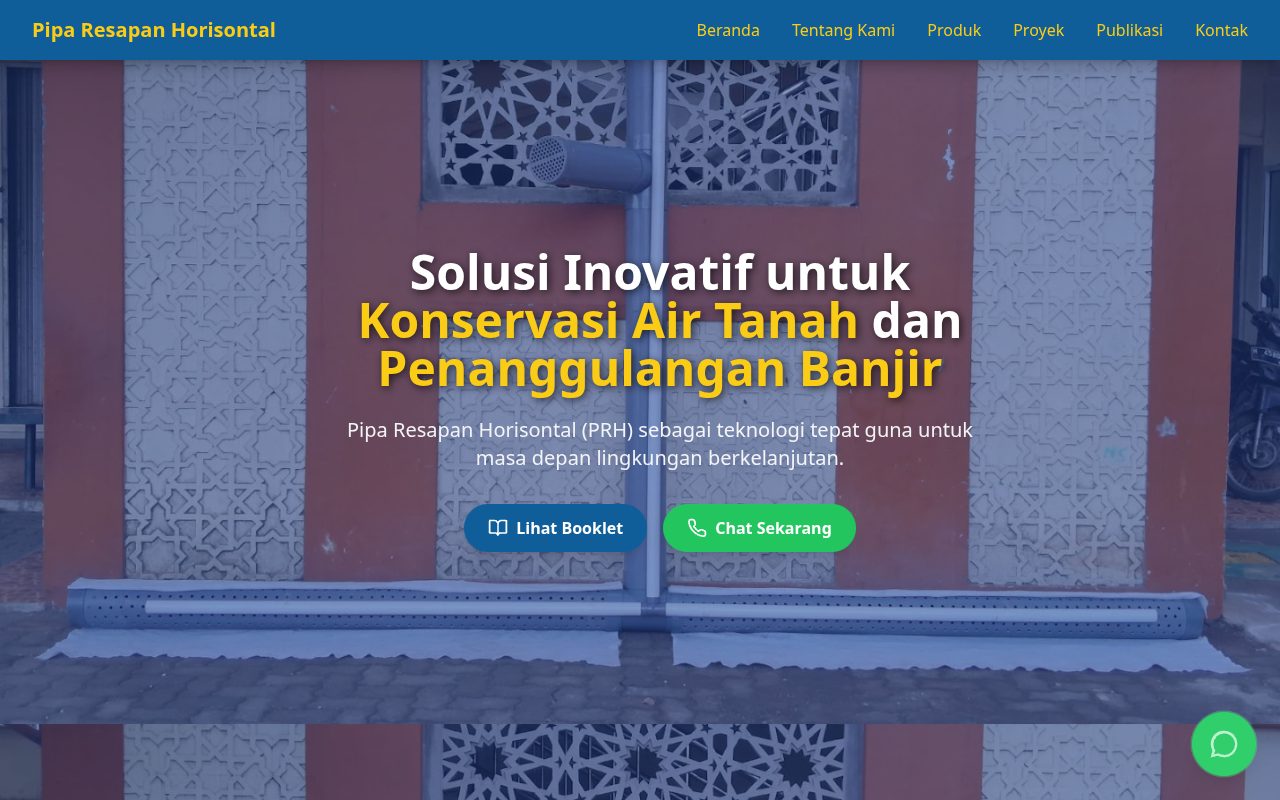 Pipa Resapan Horisontal
Beranda
Tentang Kami
Produk
Proyek
Publikasi
Kontak
Solusi Inovatif untuk
Konservasi Air Tanah dan
Penanggulangan Banjir
Pipa Resapan Horisontal (PRH) sebagai teknologi tepat guna untuk
masa depan lingkungan berkelanjutan.
Lihat Booklet
Chat Sekarang